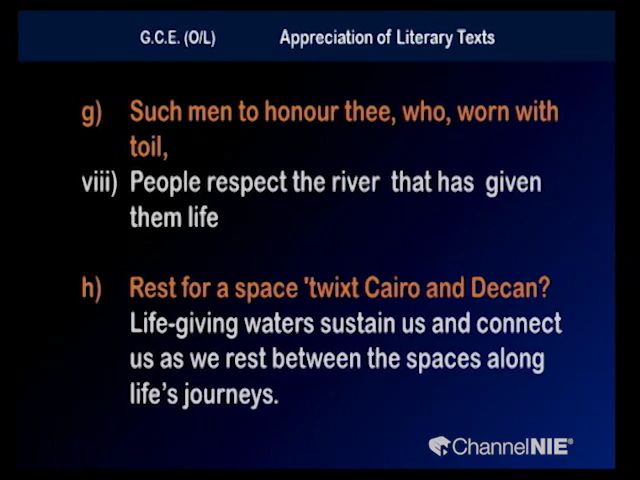 G.C.E. (O/L) Appreciation of Literary Texts
g) Such men to honour thee, who, worn with
toil,
viii) People respect the river that has given
them life
h) Rest for a space 'twixt Cairo and Decan?
Life-giving waters sustain us and connect
us as we rest between the spaces along
life's journeys.
ChannelNIE®